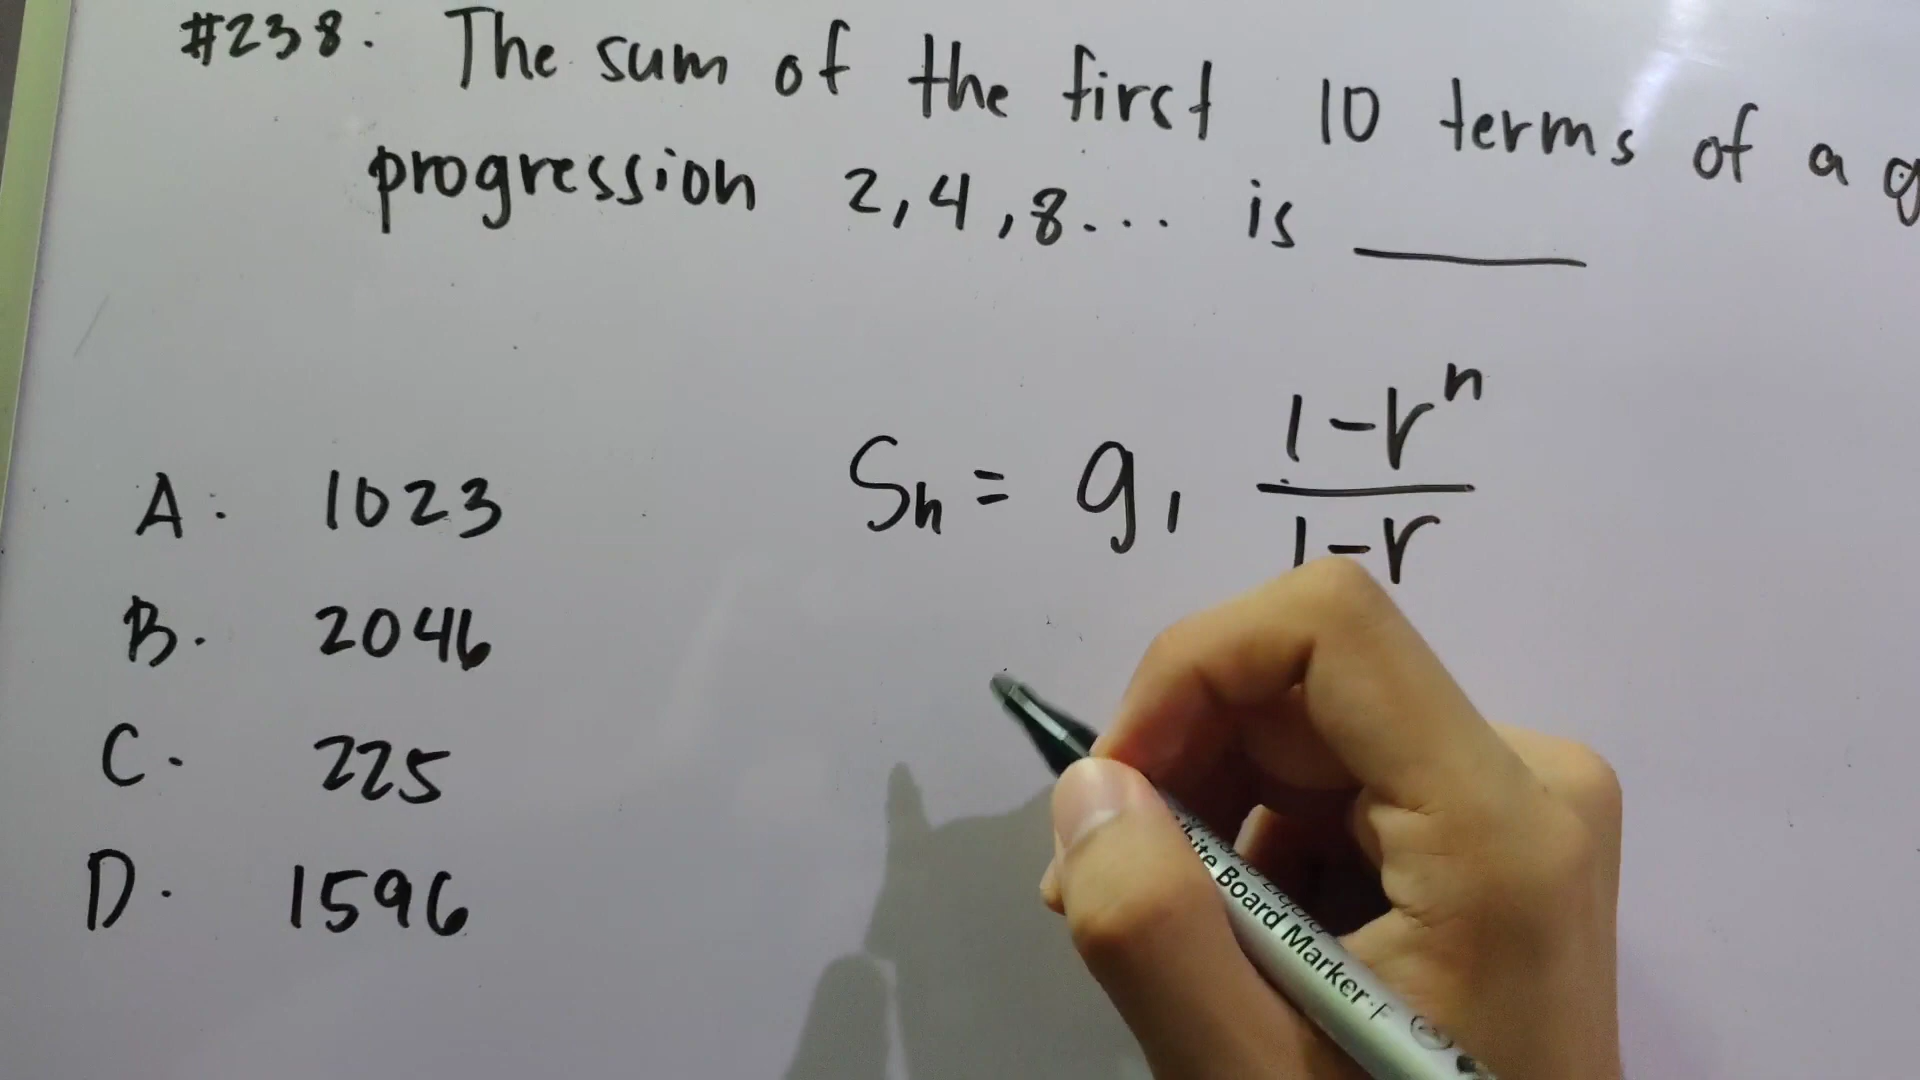 #238. The sum of the first 10 terms of a g
progression 2,4,8... is ____
Sn = g1 (1-r^n)/(1-r)
A. 1023
B. 2046
C. 225
D. 1596
White Board Marker